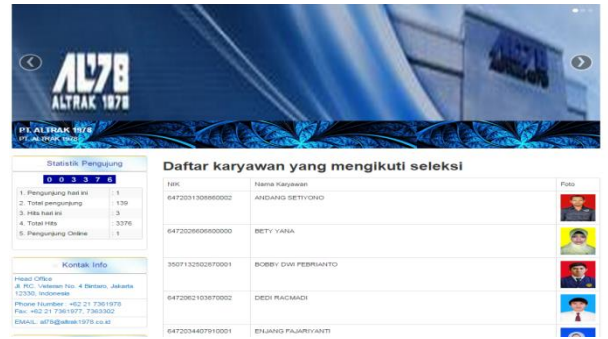 AL78
ALTRAK 1978
PT. ALTRAK 1978
PT. ALTRAK 1978
Statistik Pengujung
0 0 3 3 7 6
1. Pengunjung hari ini : 1
2. Total pengunjung : 139
3. Hits hari ini : 3
4. Total Hits : 3376
5. Pengunjung Online : 1
Kontak Info
Head Office
Jl. RC. Veteran No. 4 Bintaro, Jakarta
12330, Indonesia
Phone Number : +62 21 7361978
Fax. +62 21 7361977, 7363302
EMAIL. al78@altrak1978.co.id
Daftar karyawan yang mengikuti seleksi
NIK Nama Karyawan Foto
6472031308860002 ANDANG SETIYONO
6472026606800000 BETY YANA
3507132502870001 BOBBY DWI FEBRIANTO
6472062103870002 DEDI RACMADI
6472034407910001 ENJANG FAJARIYANTI